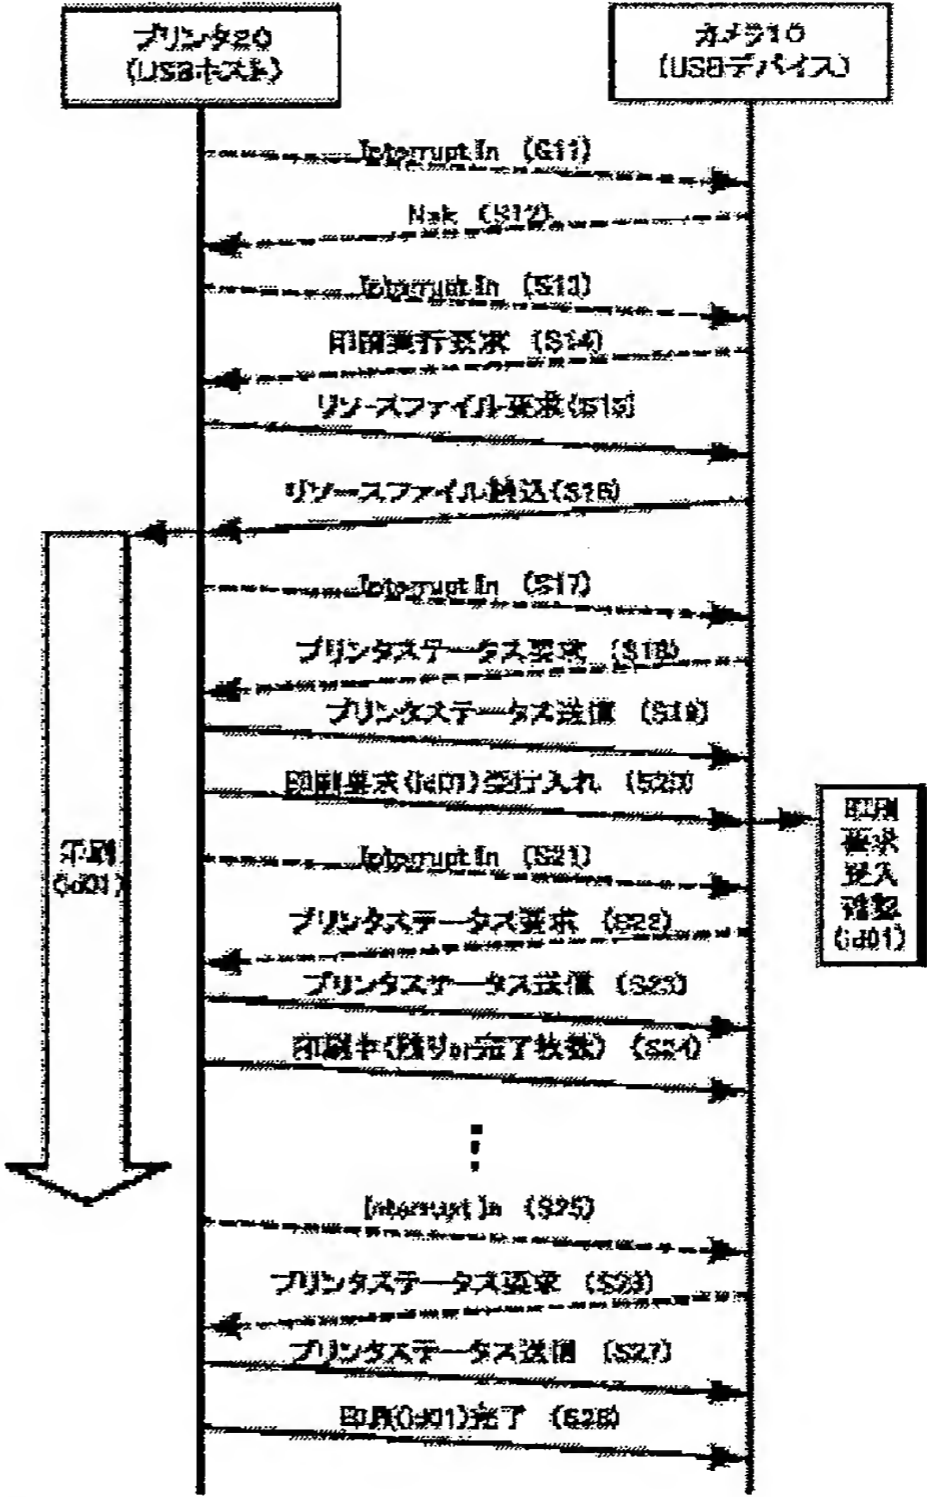 プリンタ20
(USBホスト)
カメラ10
(USBデバイス)
Interrupt In (S11)
Nak (S12)
Interrupt In (S13)
印刷実行要求 (S14)
リソースファイル要求(S15)
リソースファイル読込(S16)
Interrupt In (S17)
プリンタステータス要求 (S18)
プリンタステータス送信 (S19)
印刷要求(id01)受け入れ (S20)
印刷
要求
受入
確認
(id01)
印刷
(id01)
Interrupt In (S21)
プリンタステータス要求 (S22)
プリンタステータス送信 (S23)
印刷中(残りor完了枚数) (S24)
Interrupt In (S25)
プリンタステータス要求 (S26)
プリンタステータス送信 (S27)
印刷(id01)完了 (S28)